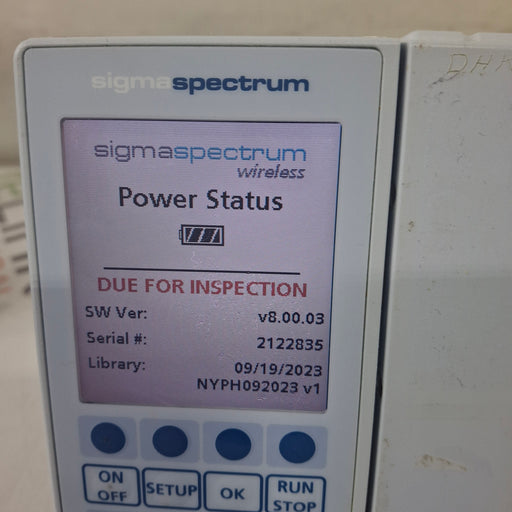 sigmaspectrum
sigmaspectrum
wireless
Power Status
DUE FOR INSPECTION
SW Ver: v8.00.03
Serial #: 2122835
Library: 09/19/2023
NYPH092023 v1
ON OFF
SETUP
OK
RUN STOP